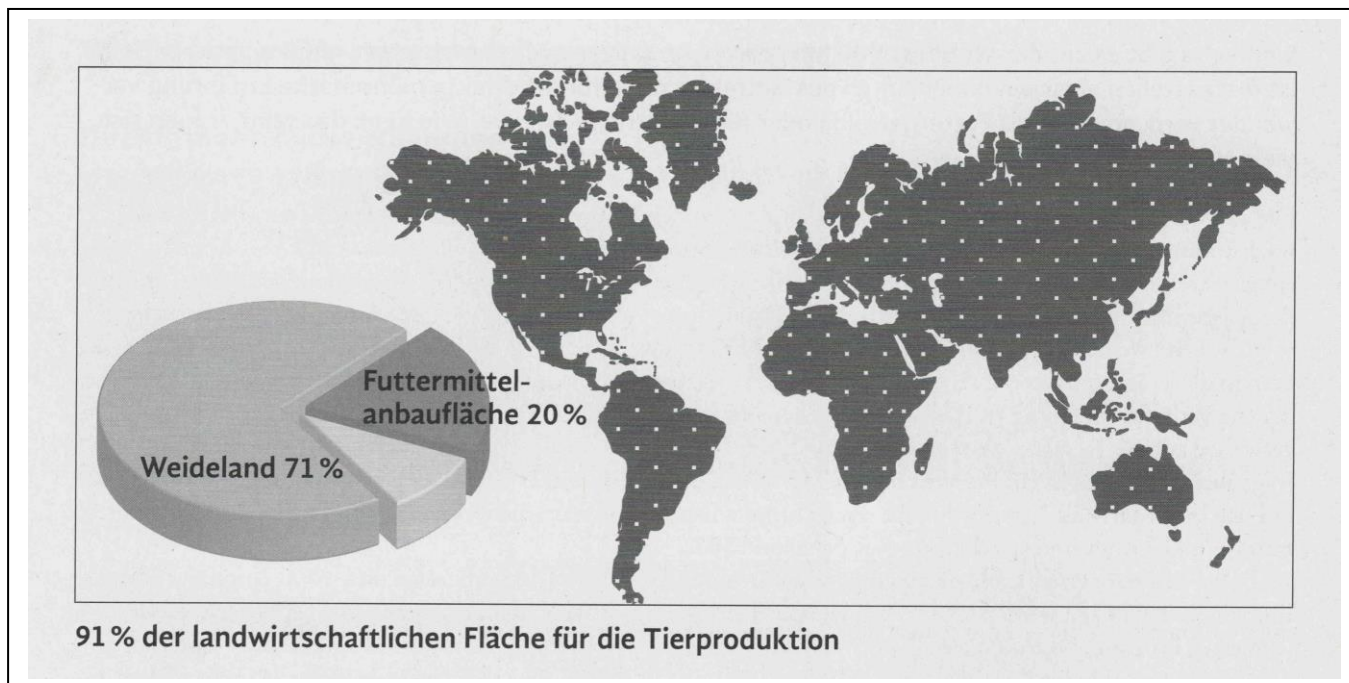 Futtermittel-
anbaufläche 20 %
Weideland 71 %
91 % der landwirtschaftlichen Fläche für die Tierproduktion